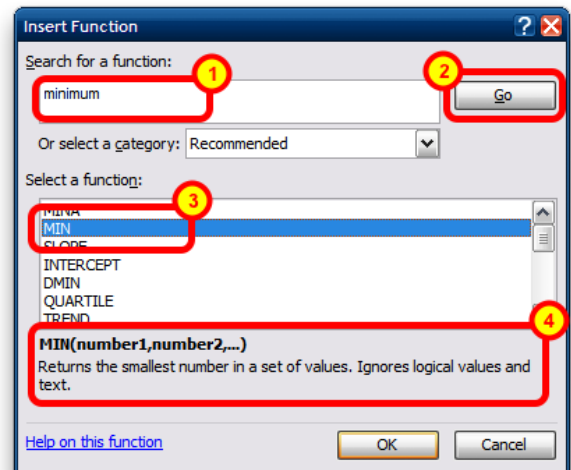 Insert Function
?
Search for a function:
1
2
minimum
Go
Or select a category: Recommended
Select a function:
3
MINA
MIN
SLOPE
INTERCEPT
DMIN
QUARTILE
TREND
4
MIN(number1,number2,...)
Returns the smallest number in a set of values. Ignores logical values and
text.
Help on this function
OK
Cancel